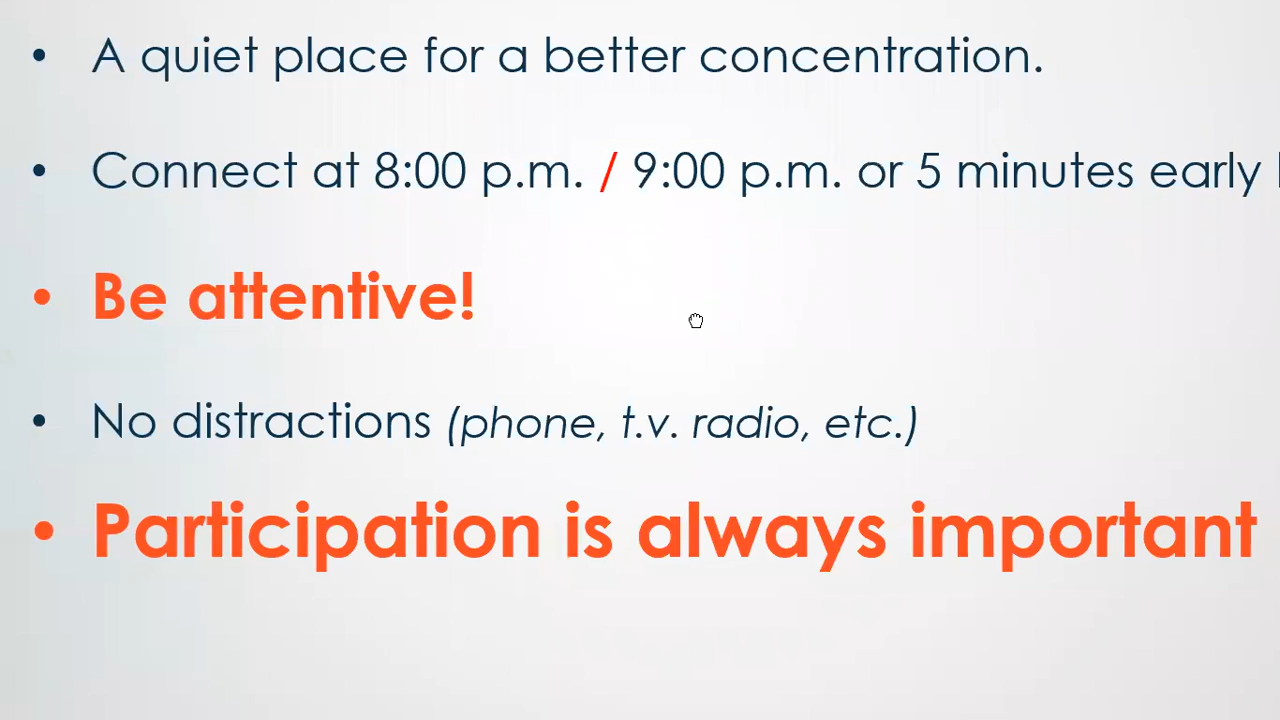 • A quiet place for a better concentration.
• Connect at 8:00 p.m. / 9:00 p.m. or 5 minutes early
• Be attentive!
• No distractions (phone, t.v. radio, etc.)
• Participation is always important